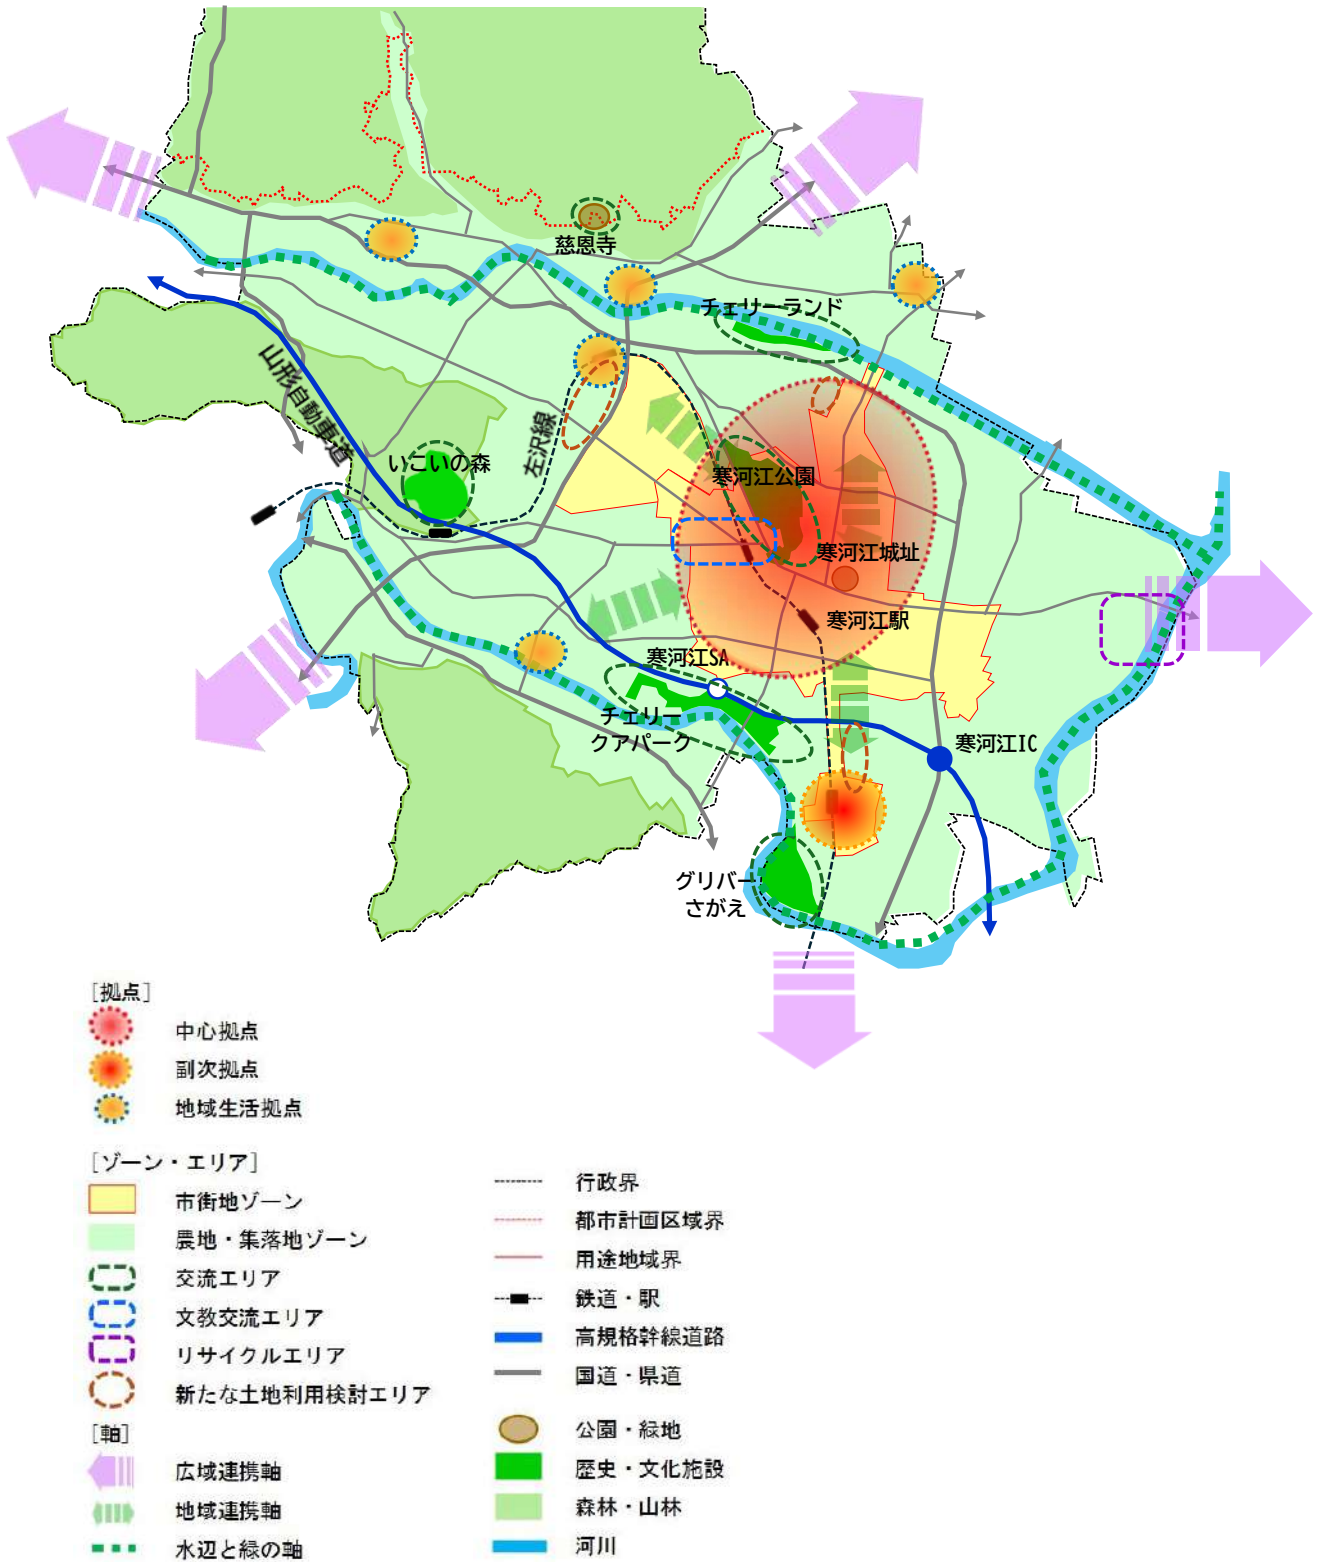 慈恩寺
チェリーランド
山形自動車道
左沢線
いこいの森
寒河江公園
寒河江城址
寒河江駅
寒河江SA
チェリー
クアパーク
寒河江IC
グリバー
さがえ
[拠点]
中心拠点
副次拠点
地域生活拠点
[ゾーン・エリア]
市街地ゾーン
農地・集落地ゾーン
交流エリア
文教交流エリア
リサイクルエリア
新たな土地利用検討エリア
[軸]
広域連携軸
地域連携軸
水辺と緑の軸
行政界
都市計画区域界
用途地域界
鉄道・駅
高規格幹線道路
国道・県道
公園・緑地
歴史・文化施設
森林・山林
河川